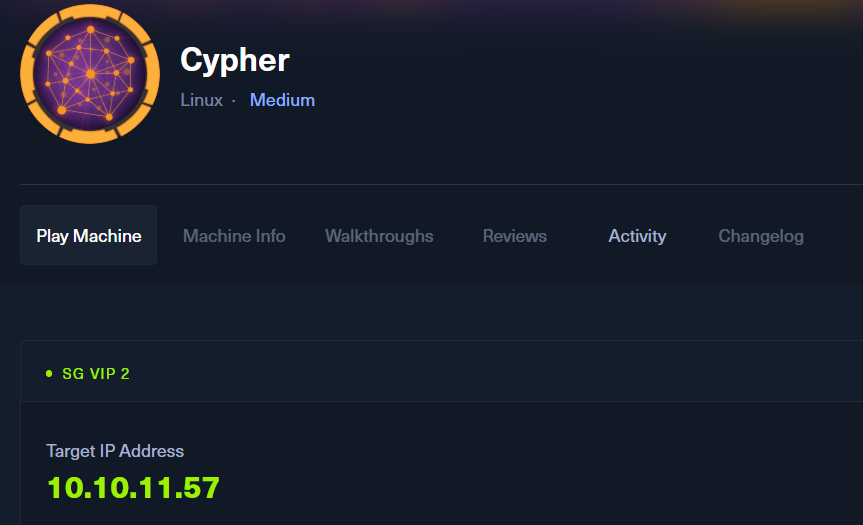 Cypher
Linux · Medium
Play Machine Machine Info Walkthroughs Reviews Activity Changelog
SG VIP 2
Target IP Address
10.10.11.57